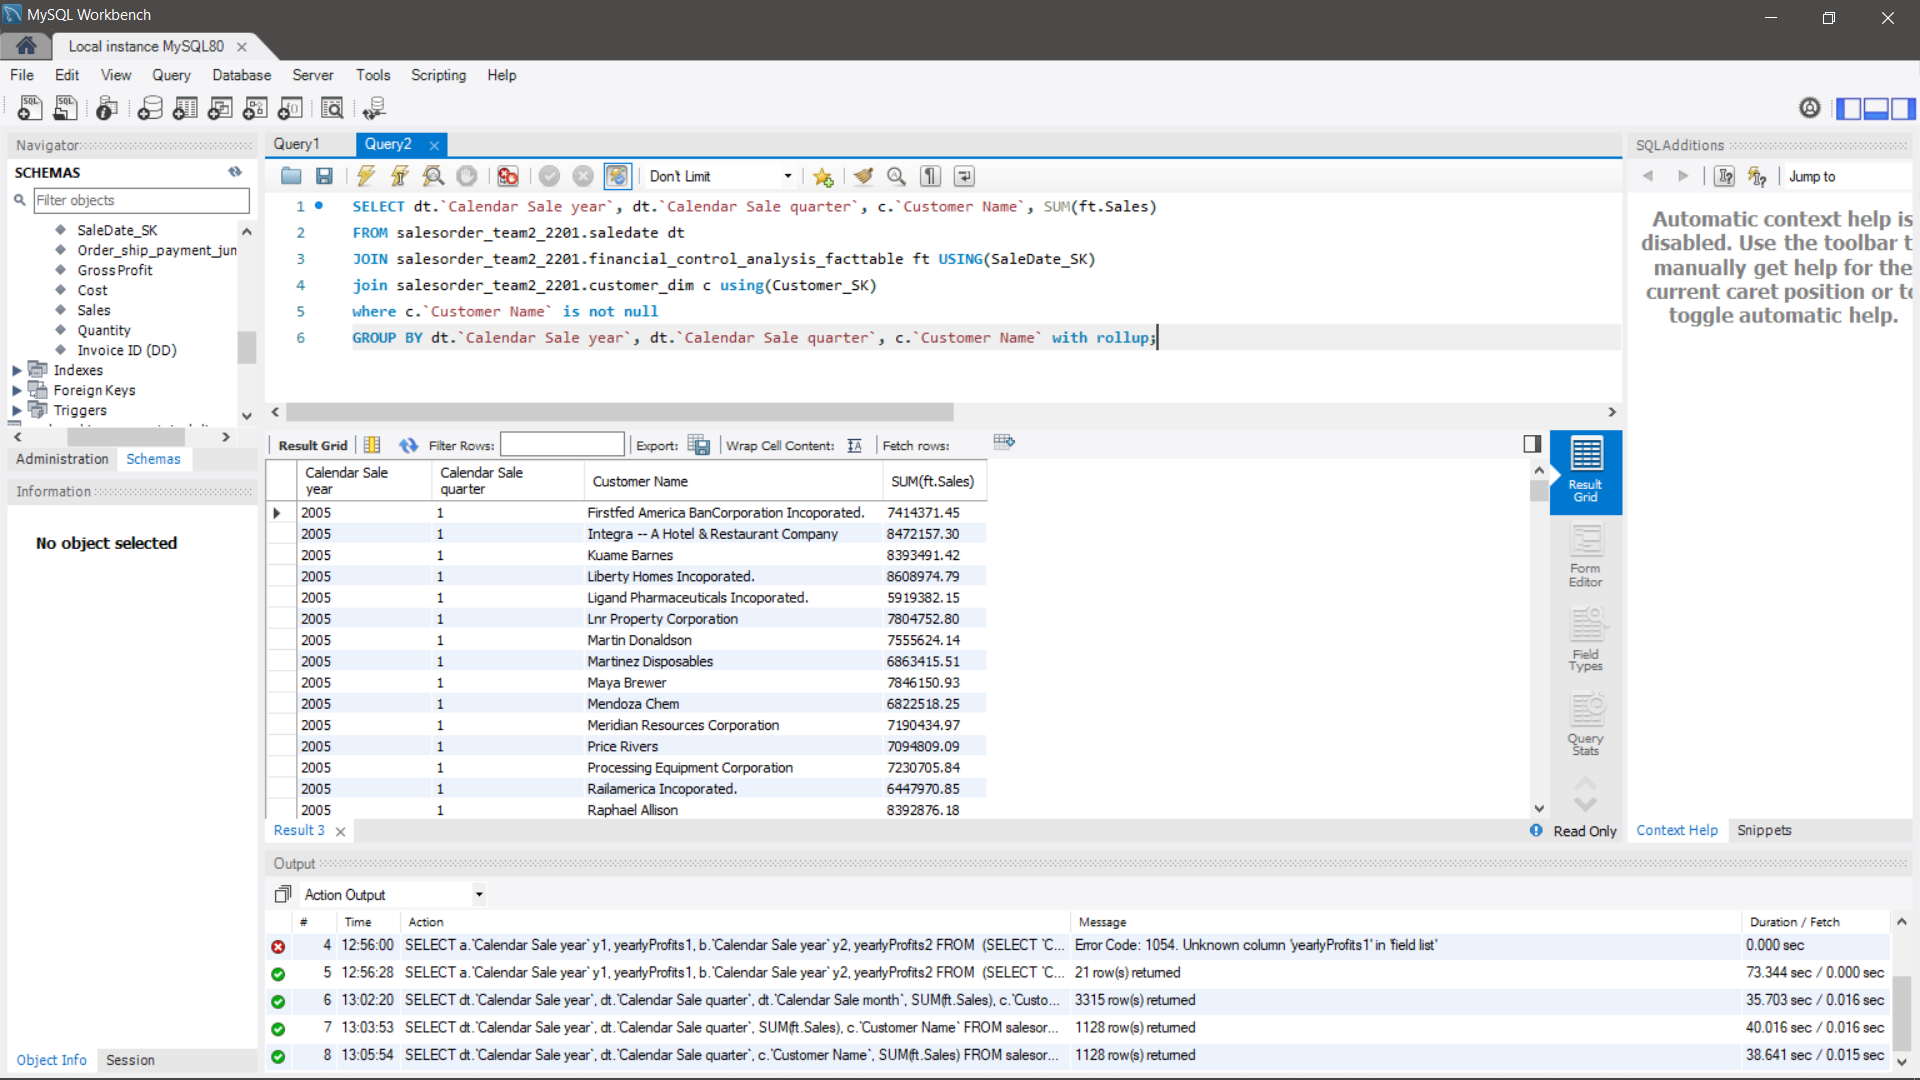 MySQL Workbench
Local instance MySQL80
File Edit View Query Database Server Tools Scripting Help
Navigator
SCHEMAS
Filter objects
SaleDate_SK
Order_ship_payment_jun
GrossProfit
Cost
Sales
Quantity
Invoice ID (DD)
Indexes
Foreign Keys
Triggers
Administration Schemas
Information
No object selected
Object Info Session
Query1 Query2
Don't Limit
1 SELECT dt.`Calendar Sale year`, dt.`Calendar Sale quarter`, c.`Customer Name`, SUM(ft.Sales)
2 FROM salesorder_team2_2201.saledate dt
3 JOIN salesorder_team2_2201.financial_control_analysis_facttable ft USING(SaleDate_SK)
4 join salesorder_team2_2201.customer_dim c using(Customer_SK)
5 where c.`Customer Name` is not null
6 GROUP BY dt.`Calendar Sale year`, dt.`Calendar Sale quarter`, c.`Customer Name` with rollup;
Result Grid Filter Rows: Export: Wrap Cell Content: Fetch rows:
Calendar Sale year Calendar Sale quarter Customer Name SUM(ft.Sales)
2005 1 Firstfed America BanCorporation Incoporated. 7414371.45
2005 1 Integra -- A Hotel & Restaurant Company 8472157.30
2005 1 Kuame Barnes 8393491.42
2005 1 Liberty Homes Incoporated. 8608974.79
2005 1 Ligand Pharmaceuticals Incoporated. 5919382.15
2005 1 Lnr Property Corporation 7804752.80
2005 1 Martin Donaldson 7555624.14
2005 1 Martinez Disposables 6863415.51
2005 1 Maya Brewer 7846150.93
2005 1 Mendoza Chem 6822518.25
2005 1 Meridian Resources Corporation 7190434.97
2005 1 Price Rivers 7094809.09
2005 1 Processing Equipment Corporation 7230705.84
2005 1 Railamerica Incoporated. 6447970.85
2005 1 Raphael Allison 8392876.18
Result Grid
Form Editor
Field Types
Query Stats
Result 3
Read Only
SQLAdditions
Jump to
Automatic context help is
disabled. Use the toolbar t
manually get help for the
current caret position or to
toggle automatic help.
Context Help Snippets
Output
Action Output
# Time Action Message Duration / Fetch
4 12:56:00 SELECT a.`Calendar Sale year` y1, yearlyProfits1, b.`Calendar Sale year` y2, yearlyProfits2 FROM (SELECT `C... Error Code: 1054. Unknown column 'yearlyProfits1' in 'field list' 0.000 sec
5 12:56:28 SELECT a.`Calendar Sale year` y1, yearlyProfits1, b.`Calendar Sale year` y2, yearlyProfits2 FROM (SELECT `C... 21 row(s) returned 73.344 sec / 0.000 sec
6 13:02:20 SELECT dt.`Calendar Sale year`, dt.`Calendar Sale quarter`, dt.`Calendar Sale month`, SUM(ft.Sales), c.`Custo... 3315 row(s) returned 35.703 sec / 0.016 sec
7 13:03:53 SELECT dt.`Calendar Sale year`, dt.`Calendar Sale quarter`, SUM(ft.Sales), c.`Customer Name` FROM salesor... 1128 row(s) returned 40.016 sec / 0.016 sec
8 13:05:54 SELECT dt.`Calendar Sale year`, dt.`Calendar Sale quarter`, c.`Customer Name`, SUM(ft.Sales) FROM salesor... 1128 row(s) returned 38.641 sec / 0.015 sec